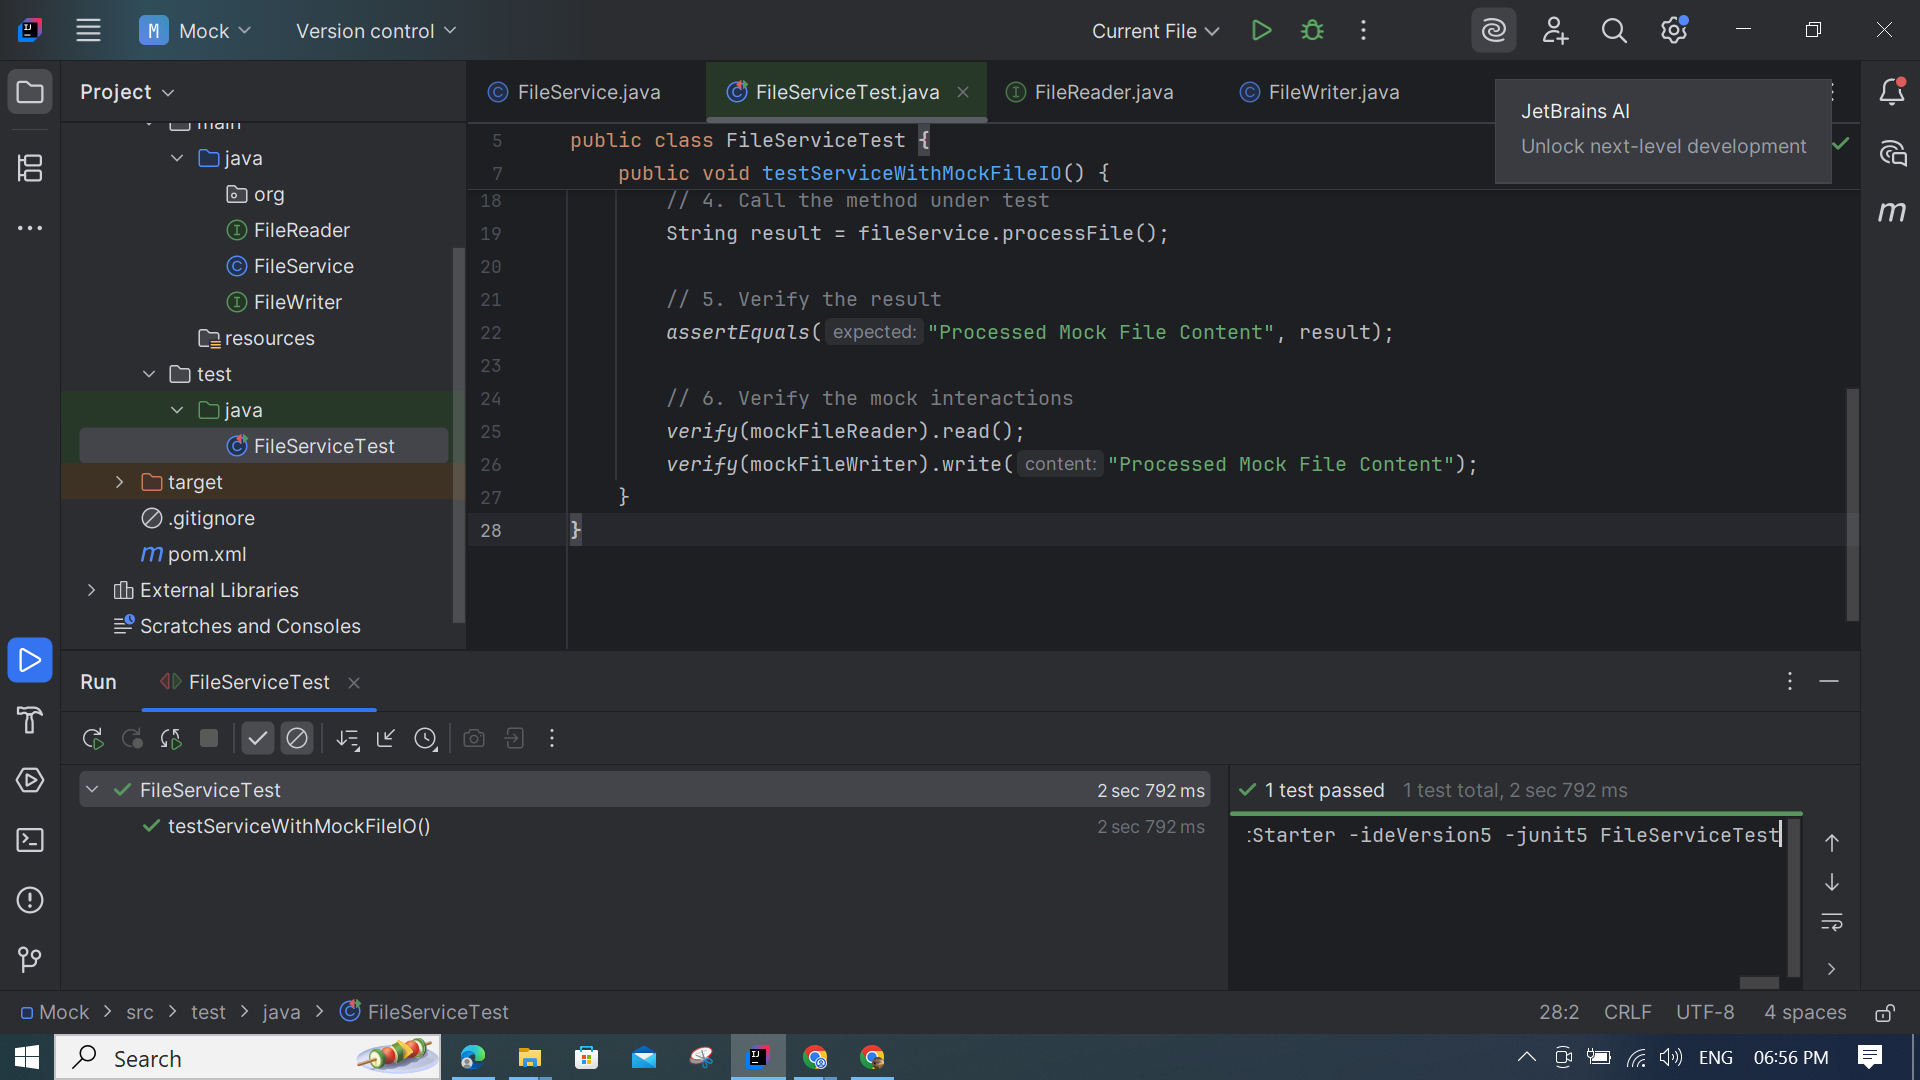 M Mock
Version control
Current File
Project
FileService.java
FileServiceTest.java
FileReader.java
FileWriter.java
JetBrains AI
Unlock next-level development
main
java
org
FileReader
FileService
FileWriter
resources
test
java
FileServiceTest
target
.gitignore
m pom.xml
External Libraries
Scratches and Consoles
5 public class FileServiceTest {
7 public void testServiceWithMockFileIO() {
18 // 4. Call the method under test
19 String result = fileService.processFile();
20
21 // 5. Verify the result
22 assertEquals( expected: "Processed Mock File Content", result);
23
24 // 6. Verify the mock interactions
25 verify(mockFileReader).read();
26 verify(mockFileWriter).write( content: "Processed Mock File Content");
27 }
28 }
m
Run
FileServiceTest
FileServiceTest 2 sec 792 ms
testServiceWithMockFileIO() 2 sec 792 ms
1 test passed 1 test total, 2 sec 792 ms
Starter -ideVersion5 -junit5 FileServiceTest
Mock > src > test > java > FileServiceTest
28:2 CRLF UTF-8 4 spaces
Search
ENG 06:56 PM